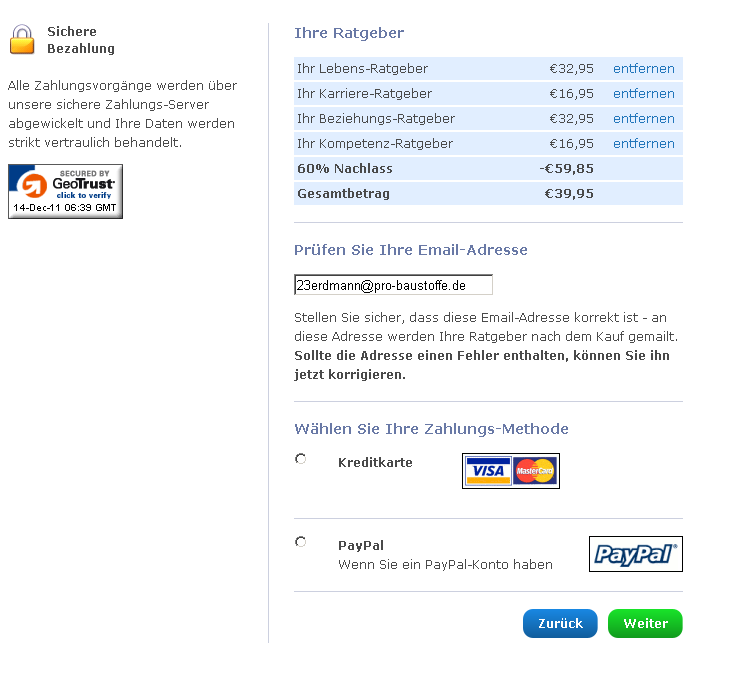 Sichere
Bezahlung
Alle Zahlungsvorgänge werden über
unsere sichere Zahlungs-Server
abgewickelt und Ihre Daten werden
strikt vertraulich behandelt.
SECURED BY
GeoTrust
click to verify
14-Dec-11 06:39 GMT
Ihre Ratgeber
Ihr Lebens-Ratgeber €32,95 entfernen
Ihr Karriere-Ratgeber €16,95 entfernen
Ihr Beziehungs-Ratgeber €32,95 entfernen
Ihr Kompetenz-Ratgeber €16,95 entfernen
60% Nachlass -€59,85
Gesamtbetrag €39,95
Prüfen Sie Ihre Email-Adresse
23erdmann@pro-baustoffe.de
Stellen Sie sicher, dass diese Email-Adresse korrekt ist - an
diese Adresse werden Ihre Ratgeber nach dem Kauf gemailt.
Sollte die Adresse einen Fehler enthalten, können Sie ihn
jetzt korrigieren.
Wählen Sie Ihre Zahlungs-Methode
Kreditkarte VISA MasterCard
PayPal
Wenn Sie ein PayPal-Konto haben
PayPal®
Zurück Weiter